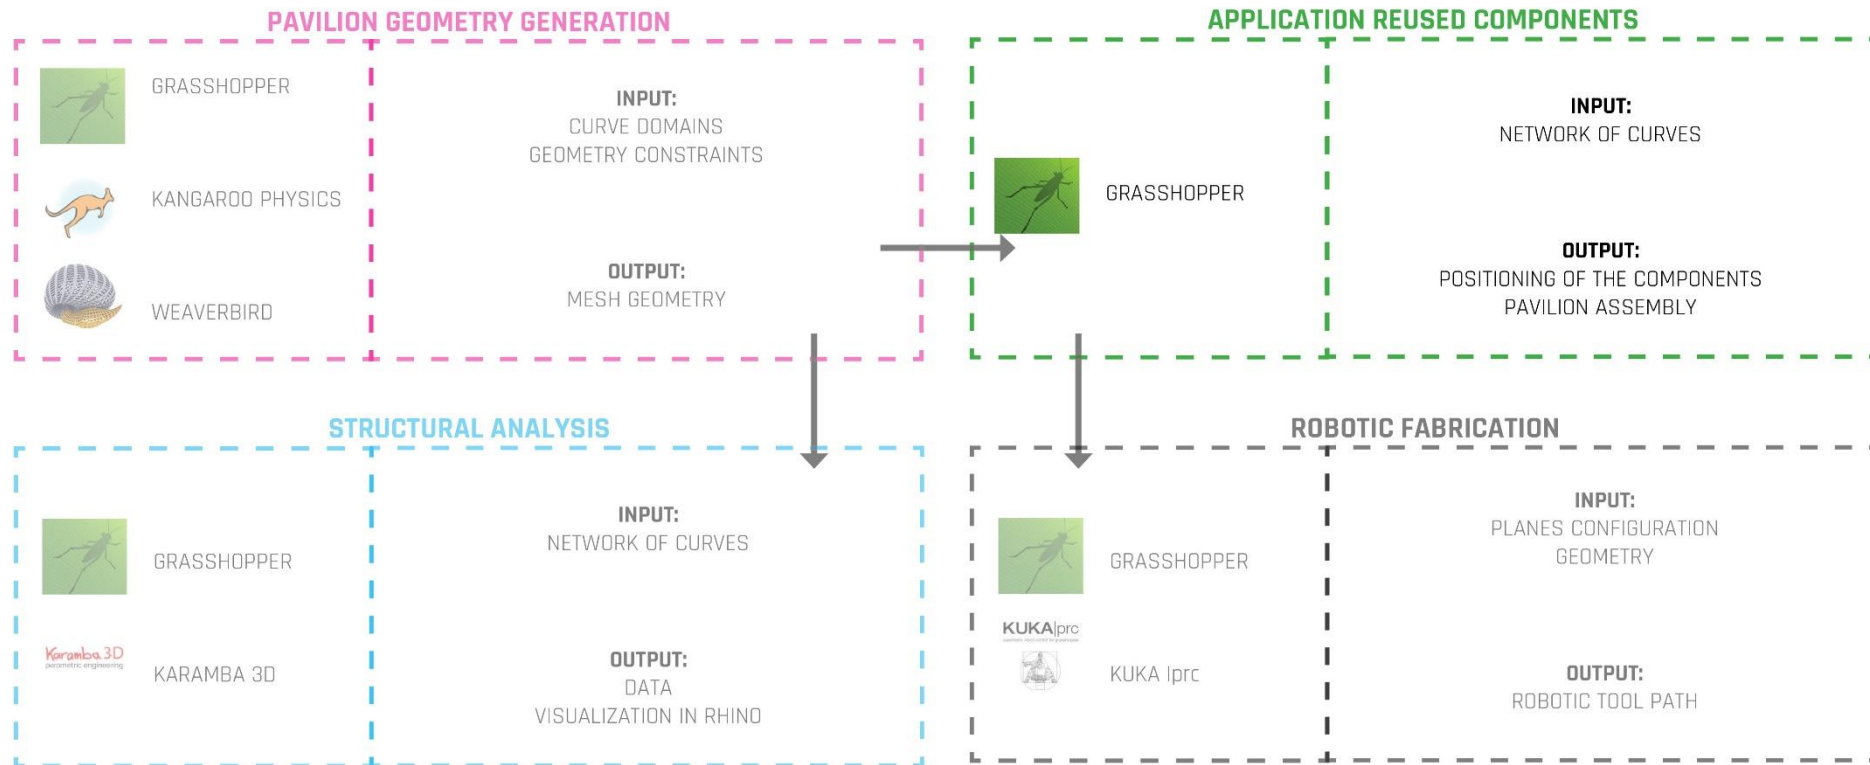 PAVILION GEOMETRY GENERATION
GRASSHOPPER
KANGAROO PHYSICS
WEAVERBIRD
INPUT:
CURVE DOMAINS
GEOMETRY CONSTRAINTS
OUTPUT:
MESH GEOMETRY
APPLICATION REUSED COMPONENTS
GRASSHOPPER
INPUT:
NETWORK OF CURVES
OUTPUT:
POSITIONING OF THE COMPONENTS
PAVILION ASSEMBLY
STRUCTURAL ANALYSIS
GRASSHOPPER
Karamba 3D
parametric engineering
KARAMBA 3D
INPUT:
NETWORK OF CURVES
OUTPUT:
DATA
VISUALIZATION IN RHINO
ROBOTIC FABRICATION
GRASSHOPPER
KUKA|prc
KUKA |prc
INPUT:
PLANES CONFIGURATION
GEOMETRY
OUTPUT:
ROBOTIC TOOL PATH